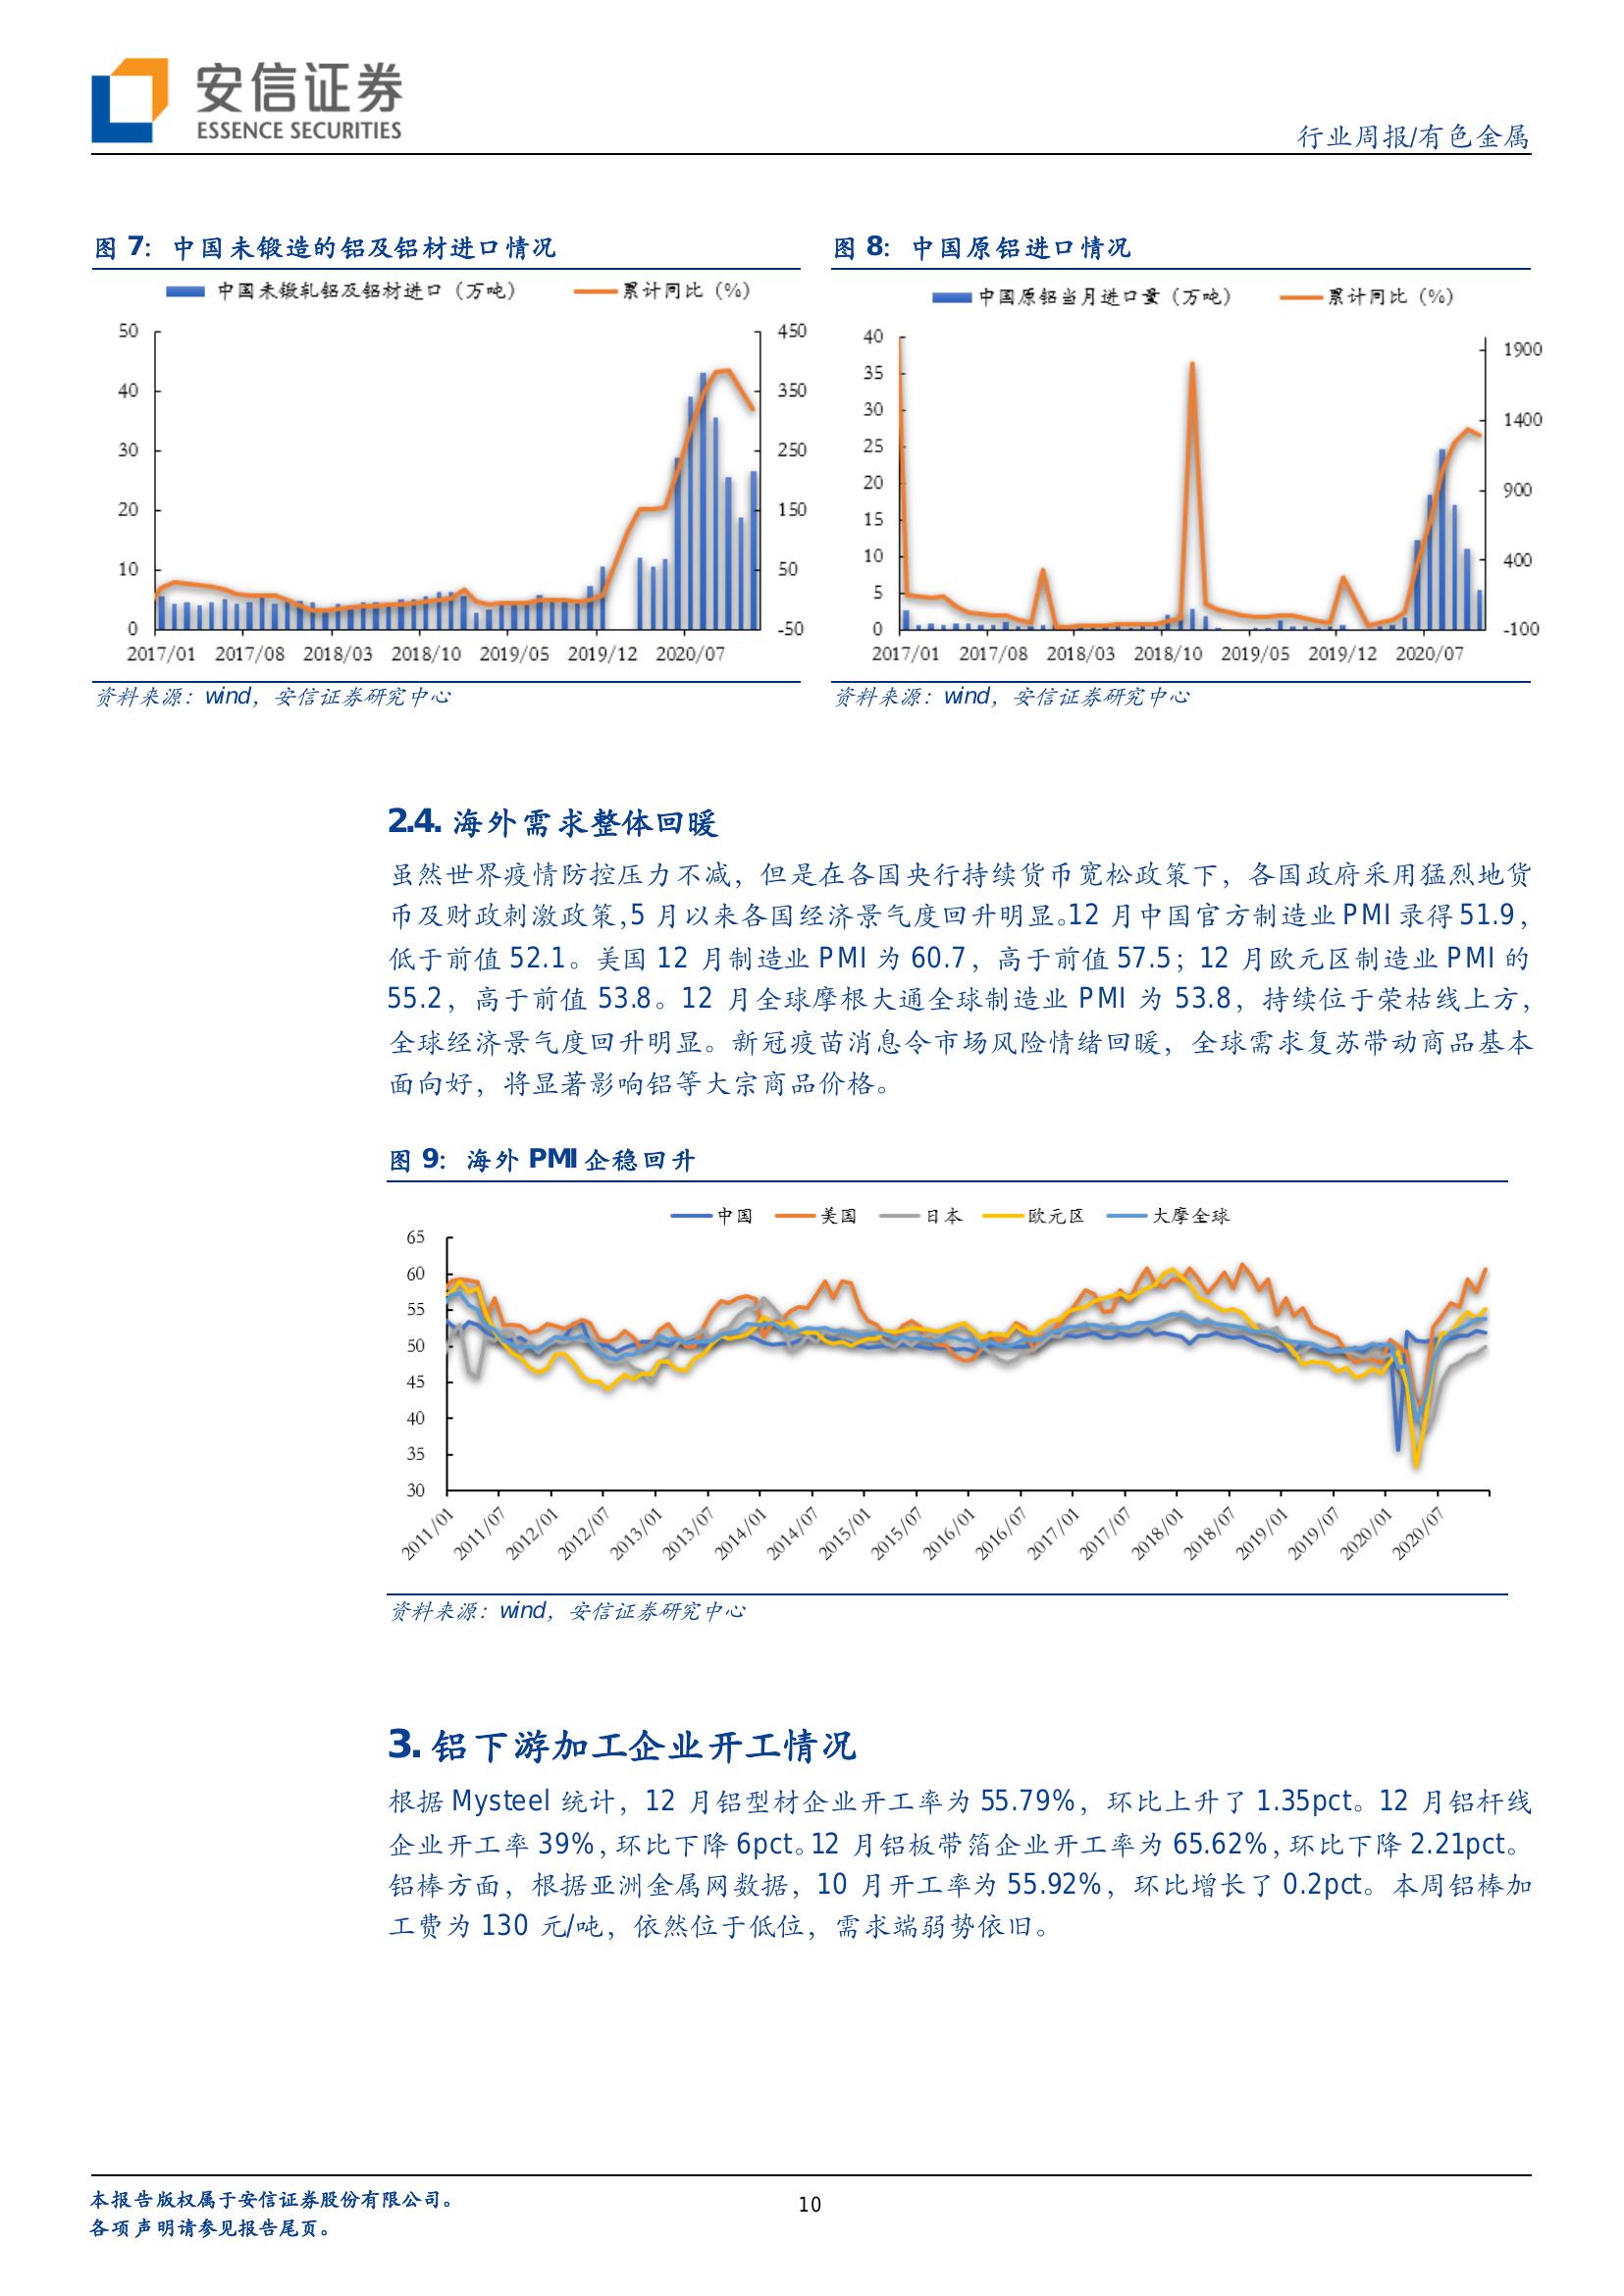 安信证券
ESSENCE SECURITIES
行业周报/有色金属
图 7：中国未锻造的铝及铝材进口情况
中国未锻轧铝及铝材进口（万吨）
累计同比（%）
50
40
30
20
10
0
450
350
250
150
50
-50
2017/01 2017/08 2018/03 2018/10 2019/05 2019/12 2020/07
资料来源：wind，安信证券研究中心
图 8：中国原铝进口情况
中国原铝当月进口量（万吨）
累计同比（%）
40
35
30
25
20
15
10
5
0
1900
1400
900
400
-100
2017/01 2017/08 2018/03 2018/10 2019/05 2019/12 2020/07
资料来源：wind，安信证券研究中心
2.4. 海外需求整体回暖
虽然世界疫情防控压力不减，但是在各国央行持续货币宽松政策下，各国政府采用猛烈地货
币及财政刺激政策，5 月以来各国经济景气度回升明显。12 月中国官方制造业 PMI 录得 51.9，
低于前值 52.1。美国 12 月制造业 PMI 为 60.7，高于前值 57.5；12 月欧元区制造业 PMI 的
55.2，高于前值 53.8。12 月全球摩根大通全球制造业 PMI 为 53.8，持续位于荣枯线上方，
全球经济景气度回升明显。新冠疫苗消息令市场风险情绪回暖，全球需求复苏带动商品基本
面向好，将显著影响铝等大宗商品价格。
图 9：海外 PMI 企稳回升
中国 美国 日本 欧元区 大摩全球
65
60
55
50
45
40
35
30
2011/01 2011/07 2012/01 2012/07 2013/01 2013/07 2014/01 2014/07 2015/01 2015/07 2016/01 2016/07 2017/01 2017/07 2018/01 2018/07 2019/01 2019/07 2020/01 2020/07
资料来源：wind，安信证券研究中心
3. 铝下游加工企业开工情况
根据 Mysteel 统计，12 月铝型材企业开工率为 55.79%，环比上升了 1.35pct。12 月铝杆线
企业开工率 39%，环比下降 6pct。12 月铝板带箔企业开工率为 65.62%，环比下降 2.21pct。
铝棒方面，根据亚洲金属网数据，10 月开工率为 55.92%，环比增长了 0.2pct。本周铝棒加
工费为 130 元/吨，依然位于低位，需求端弱势依旧。
本报告版权属于安信证券股份有限公司。
各项声明请参见报告尾页。
10